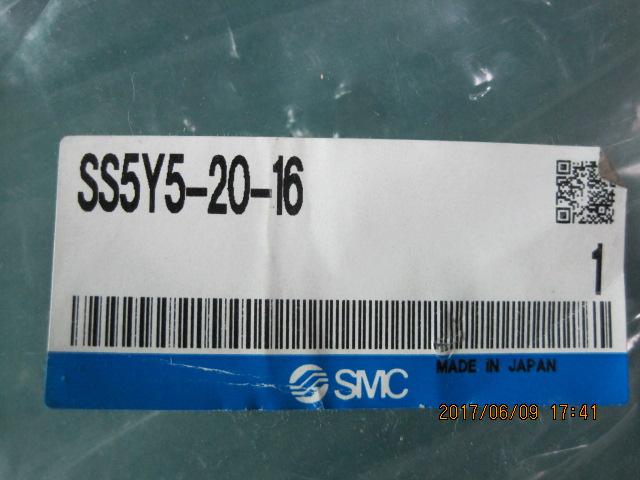 SS5Y5-20-16
1
MADE IN JAPAN
SMC
2017/06/09 17:41